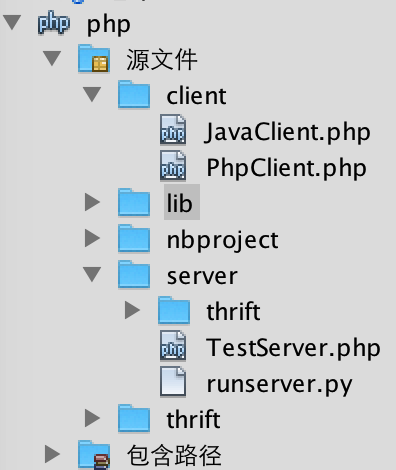 php
源文件
client
JavaClient.php
PhpClient.php
lib
nbproject
server
thrift
TestServer.php
runserver.py
thrift
包含路径